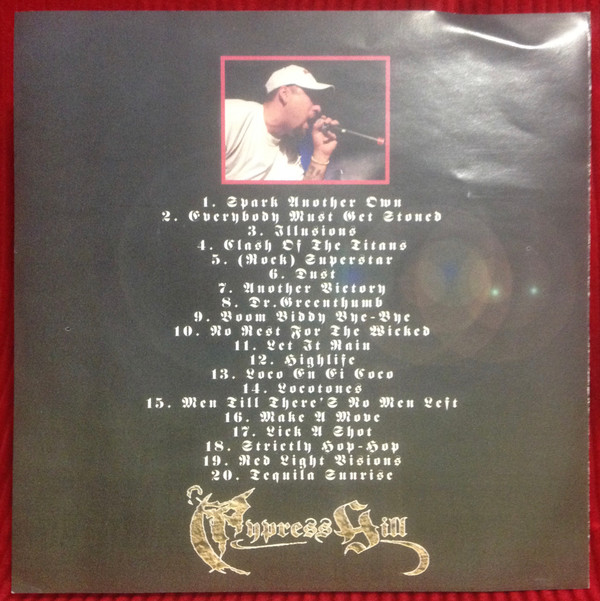 1. Spark Another Own
2. Everybody Must Get Stoned
3. Illusions
4. Clash Of The Titans
5. (Rock) Superstar
6. Dust
7. Another Victory
8. Dr.Greenthumb
9. Boom Biddy Bye-Bye
10. No Rest For The Wicked
11. Let It Rain
12. Highlife
13. Loco En El Coco
14. Locotones
15. Men Till There'S No Men Left
16. Make A Move
17. Lick A Shot
18. Strictly Hop-Hop
19. Red Light Visions
20. Tequila Sunrise
Cypress Hill